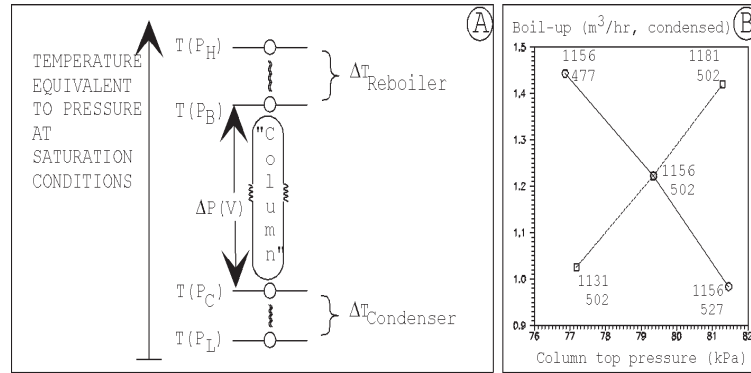 A
TEMPERATURE
EQUIVALENT
TO PRESSURE
AT
SATURATION
CONDITIONS
T(P_H)
ΔT_Reboiler
T(P_B)
"Column"
ΔP(V)
T(P_C)
ΔT_Condenser
T(P_L)
B
Boil-up (m³/hr, condensed)
1.5
1.4
1.3
1.2
1.1
1.0
0.9
1156
477
1181
502
1156
502
1131
502
1156
527
76 77 78 79 80 81 82
Column top pressure (kPa)